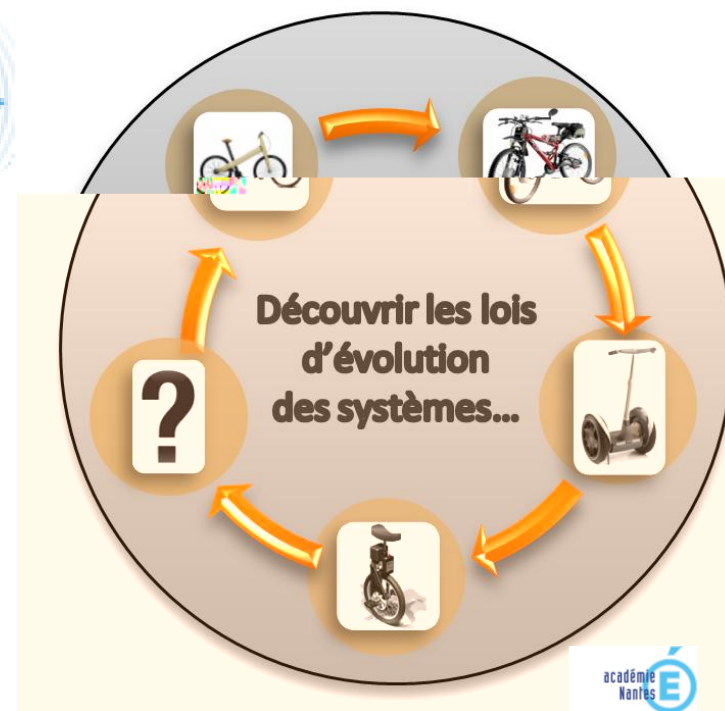 Découvrir les lois
d'évolution
des systèmes...
?
académie
Nantes
É